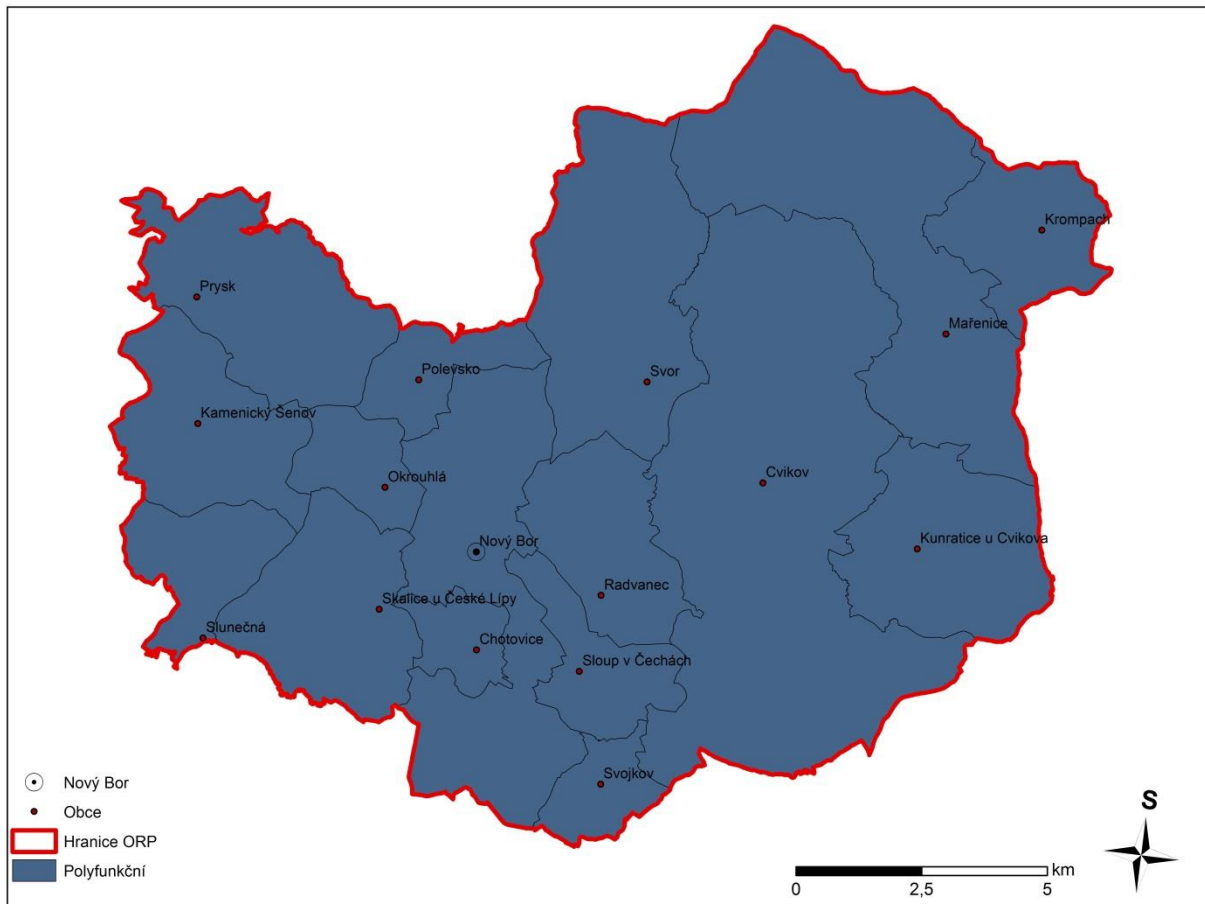 Krompach
Prysk
Mařenice
Polevsko
Svor
Kamenický Šenov
Okrouhlá
Cvikov
Nový Bor
Kunratice u Cvikova
Radvanec
Skalice u České Lípy
Slunečná
Chotovice
Sloup v Čechách
Svojkov
Nový Bor
Obce
Hranice ORP
Polyfunkční
S
km
0
2,5
5